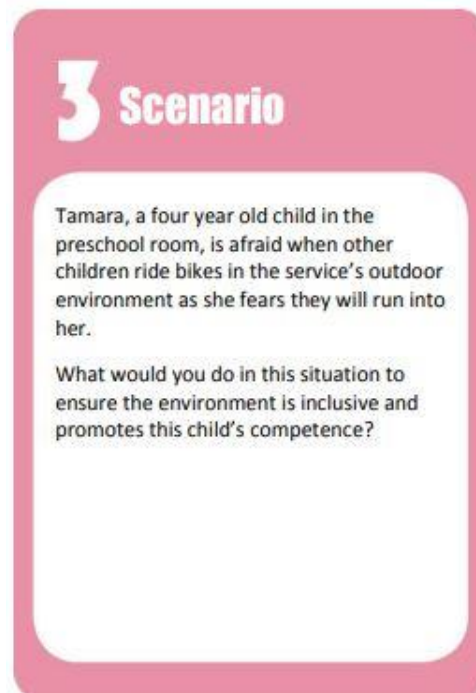 3 Scenario
Tamara, a four year old child in the
preschool room, is afraid when other
children ride bikes in the service's outdoor
environment as she fears they will run into
her.
What would you do in this situation to
ensure the environment is inclusive and
promotes this child's competence?